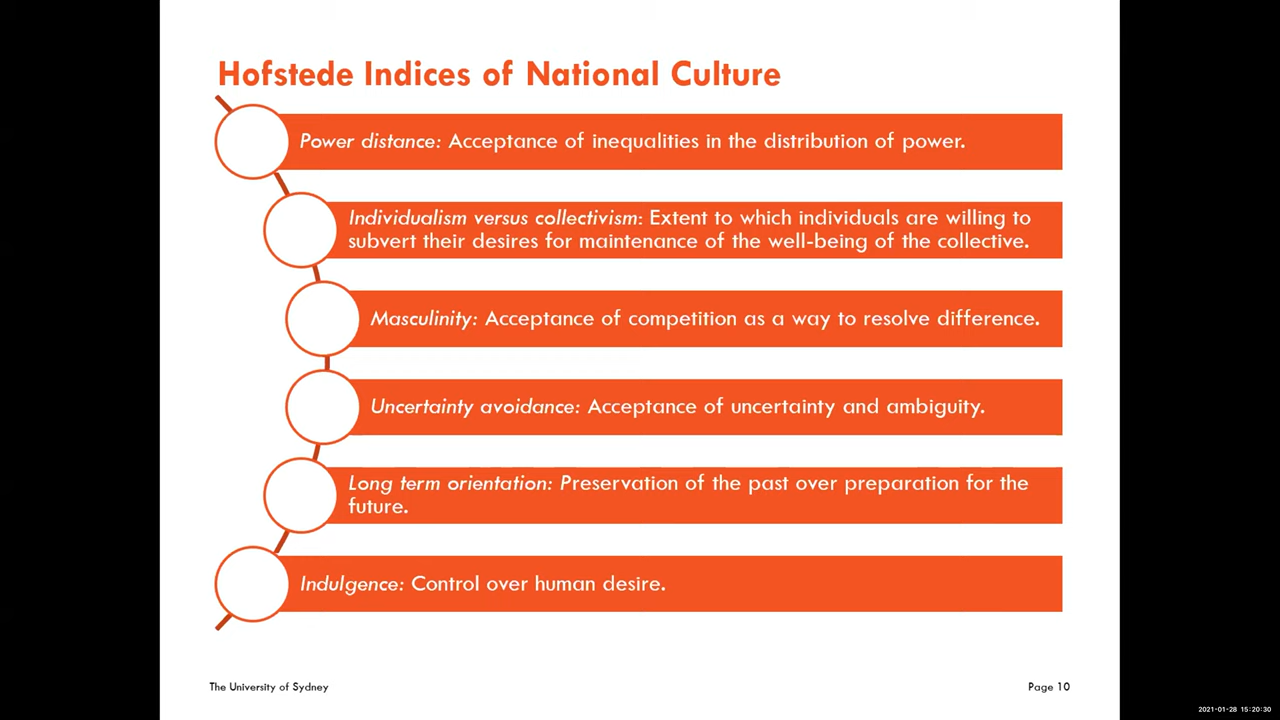 Hofstede Indices of National Culture
Power distance: Acceptance of inequalities in the distribution of power.
Individualism versus collectivism: Extent to which individuals are willing to
subvert their desires for maintenance of the well-being of the collective.
Masculinity: Acceptance of competition as a way to resolve difference.
Uncertainty avoidance: Acceptance of uncertainty and ambiguity.
Long term orientation: Preservation of the past over preparation for the
future.
Indulgence: Control over human desire.
The University of Sydney
Page 10
2021-01-28 15:20:30